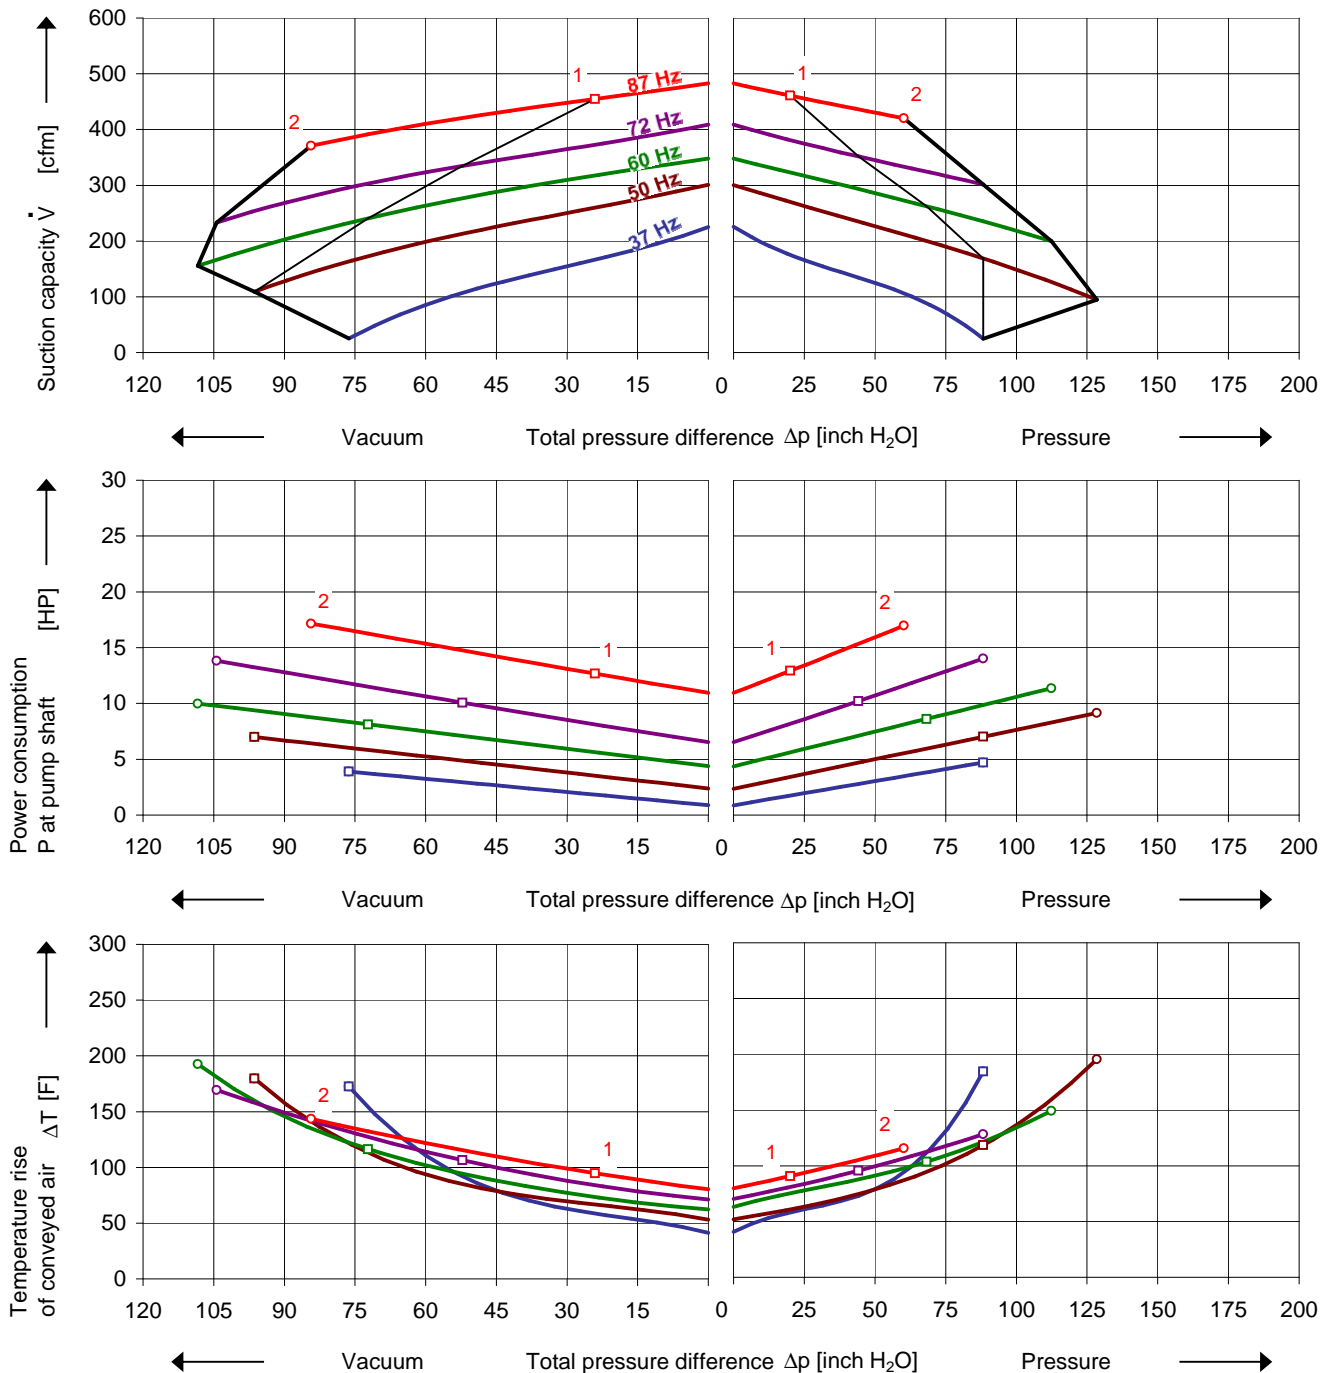 600
500
400
300
200
100
0
Suction capacity V̇ [cfm]
1
87 Hz
2
72 Hz
60 Hz
50 Hz
37 Hz
1
2
120 105 90 75 60 45 30 15 0 25 50 75 100 125 150 175 200
Vacuum Total pressure difference Δp [inch H₂O] Pressure
30
25
20
15
10
5
0
Power consumption
P at pump shaft [HP]
2
1
2
1
120 105 90 75 60 45 30 15 0 25 50 75 100 125 150 175 200
Vacuum Total pressure difference Δp [inch H₂O] Pressure
300
250
200
150
100
50
0
Temperature rise
of conveyed air ΔT [F]
2
1
2
1
120 105 90 75 60 45 30 15 0 25 50 75 100 125 150 175 200
Vacuum Total pressure difference Δp [inch H₂O] Pressure